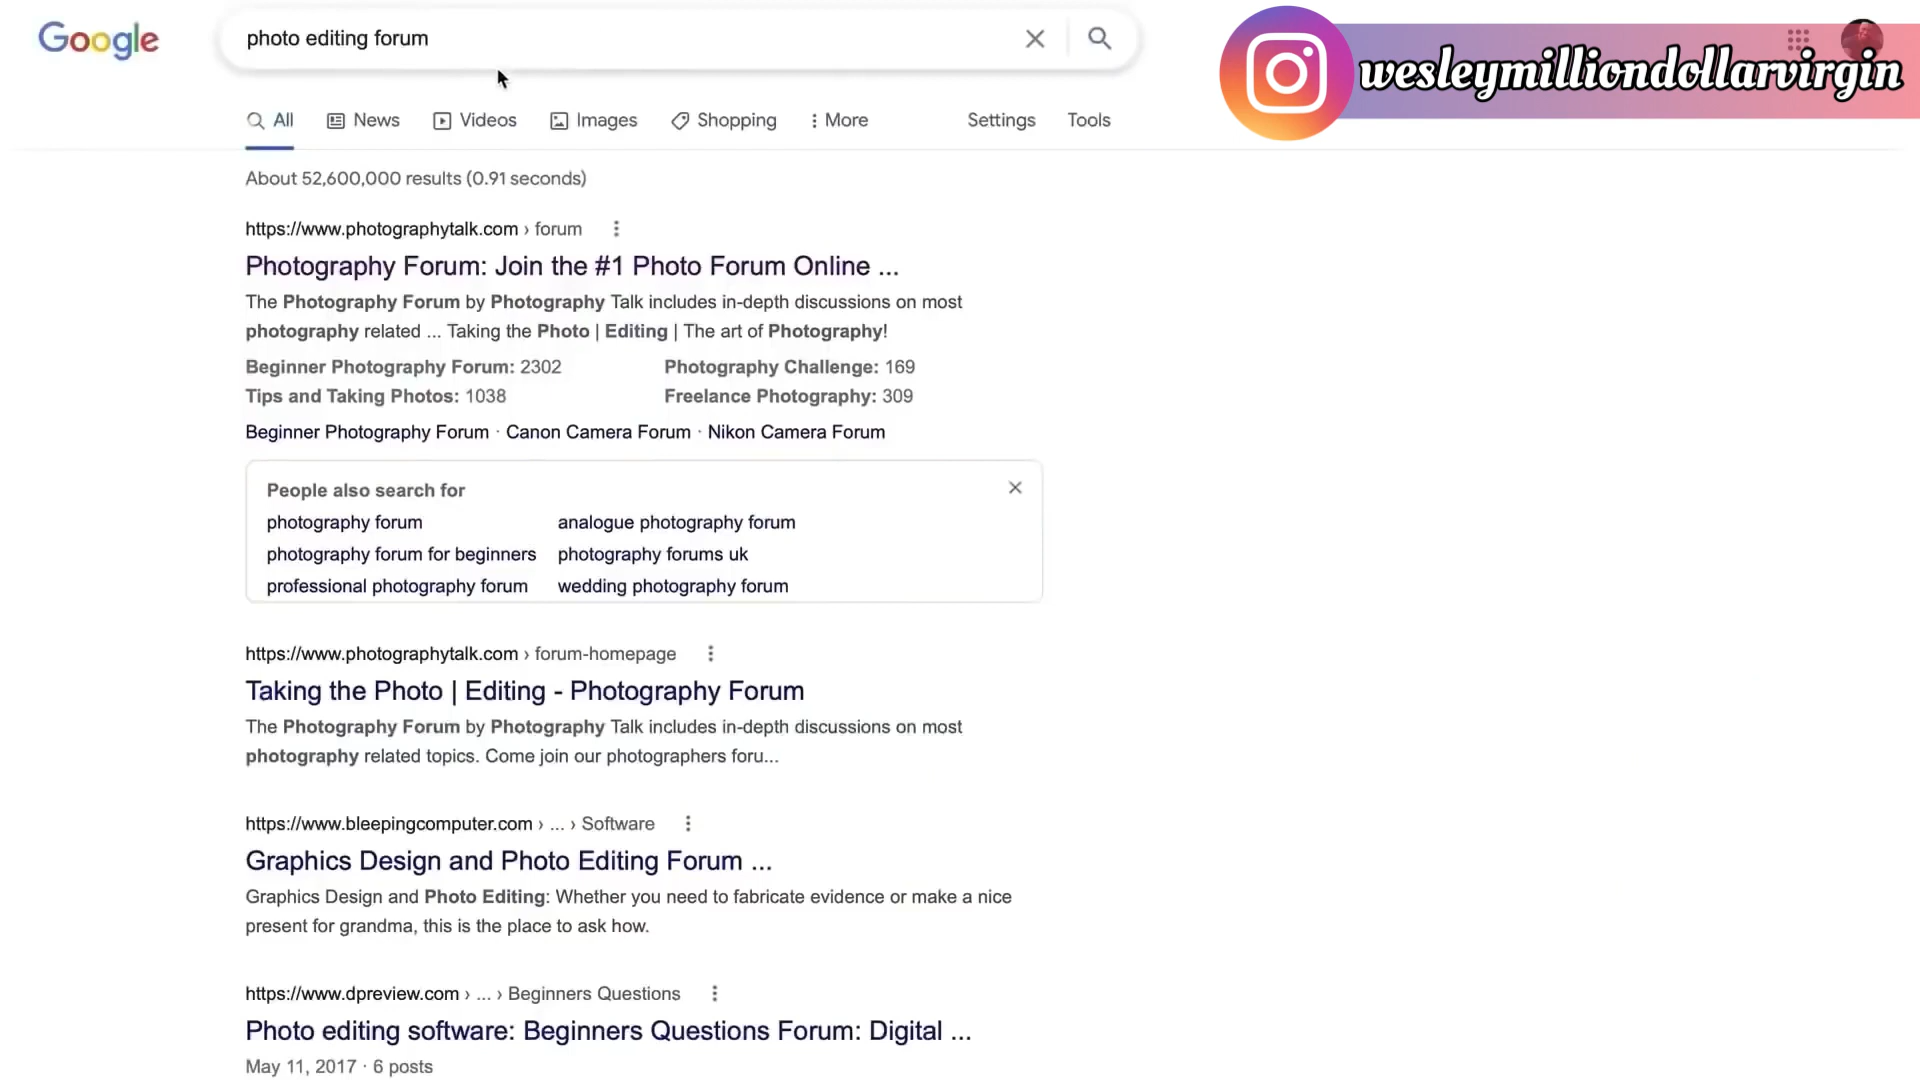 Google
photo editing forum
wesleymilliondollarvirgin
All
News
Videos
Images
Shopping
More
Settings
Tools
About 52,600,000 results (0.91 seconds)
https://www.photographytalk.com › forum
Photography Forum: Join the #1 Photo Forum Online ...
The Photography Forum by Photography Talk includes in-depth discussions on most
photography related ... Taking the Photo | Editing | The art of Photography!
Beginner Photography Forum: 2302
Photography Challenge: 169
Tips and Taking Photos: 1038
Freelance Photography: 309
Beginner Photography Forum · Canon Camera Forum · Nikon Camera Forum
People also search for
photography forum
analogue photography forum
photography forum for beginners
photography forums uk
professional photography forum
wedding photography forum
https://www.photographytalk.com › forum-homepage
Taking the Photo | Editing - Photography Forum
The Photography Forum by Photography Talk includes in-depth discussions on most
photography related topics. Come join our photographers foru...
https://www.bleepingcomputer.com › ... › Software
Graphics Design and Photo Editing Forum ...
Graphics Design and Photo Editing: Whether you need to fabricate evidence or make a nice
present for grandma, this is the place to ask how.
https://www.dpreview.com › ... › Beginners Questions
Photo editing software: Beginners Questions Forum: Digital ...
May 11, 2017 · 6 posts